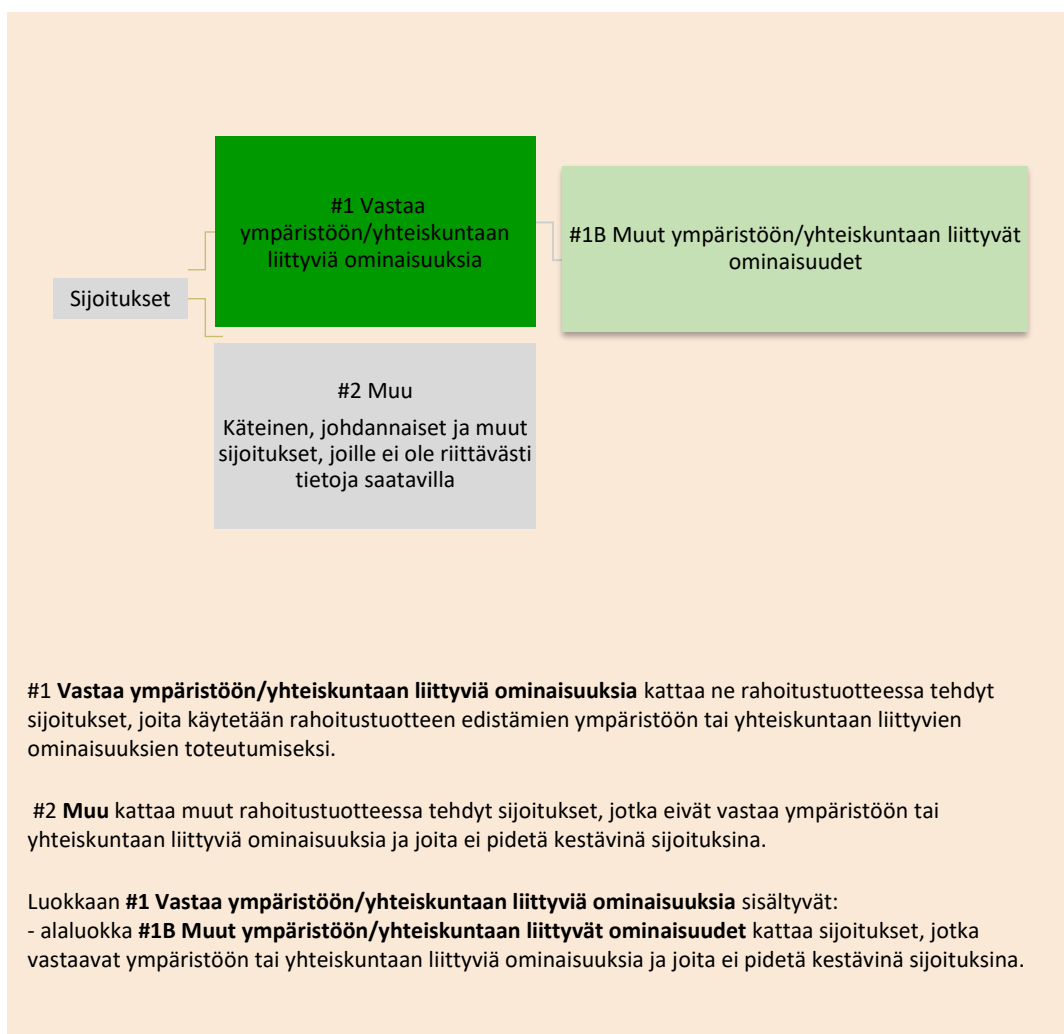 #1 Vastaa
ympäristöön/yhteiskuntaan
liittyviä ominaisuuksia
#1B Muut ympäristöön/yhteiskuntaan liittyvät
ominaisuudet
Sijoitukset
#2 Muu
Käteinen, johdannaiset ja muut
sijoitukset, joille ei ole riittävästi
tietoja saatavilla
#1 Vastaa ympäristöön/yhteiskuntaan liittyviä ominaisuuksia kattaa ne rahoitustuotteessa tehdyt
sijoitukset, joita käytetään rahoitustuotteen edistämien ympäristöön tai yhteiskuntaan liittyvien
ominaisuuksien toteutumiseksi.
#2 Muu kattaa muut rahoitustuotteessa tehdyt sijoitukset, jotka eivät vastaa ympäristöön tai
yhteiskuntaan liittyviä ominaisuuksia ja joita ei pidetä kestävinä sijoituksina.
Luokkaan #1 Vastaa ympäristöön/yhteiskuntaan liittyviä ominaisuuksia sisältyvät:
- alaluokka #1B Muut ympäristöön/yhteiskuntaan liittyvät ominaisuudet kattaa sijoitukset, jotka
vastaavat ympäristöön tai yhteiskuntaan liittyviä ominaisuuksia ja joita ei pidetä kestävinä sijoituksina.